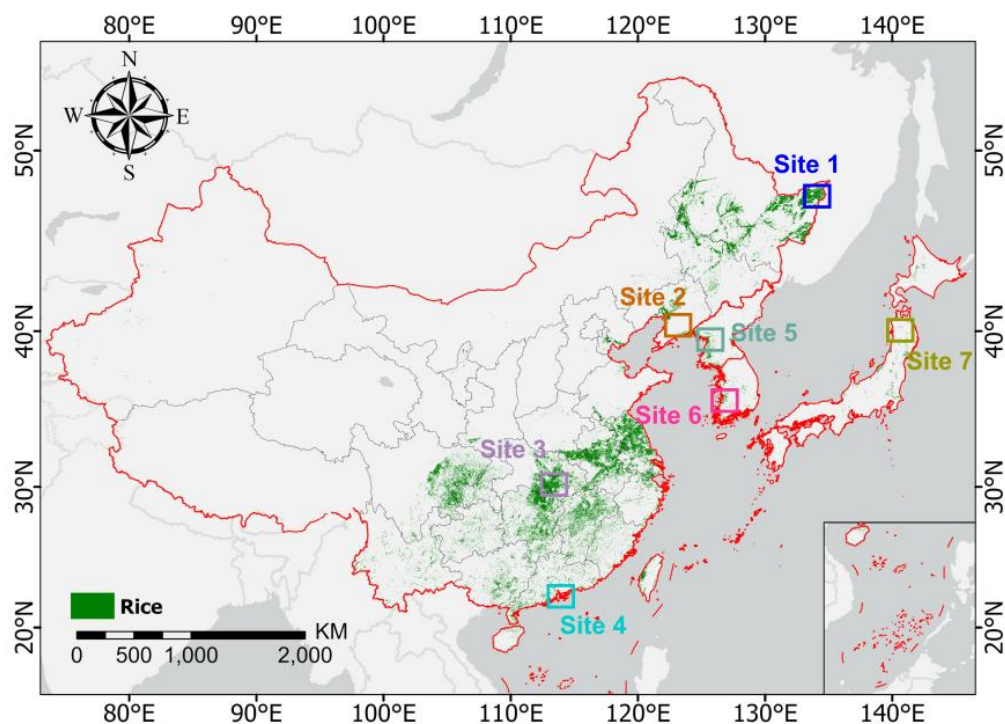 80°E 90°E 100°E 110°E 120°E 130°E 140°E
N
W E
S
50°N 50°N
Site 1
Site 2
Site 5
40°N 40°N
Site 7
Site 6
Site 3
30°N 30°N
Rice
Site 4
KM
20°N 20°N
0 500 1,000 2,000
80°E 90°E 100°E 110°E 120°E 130°E 140°E